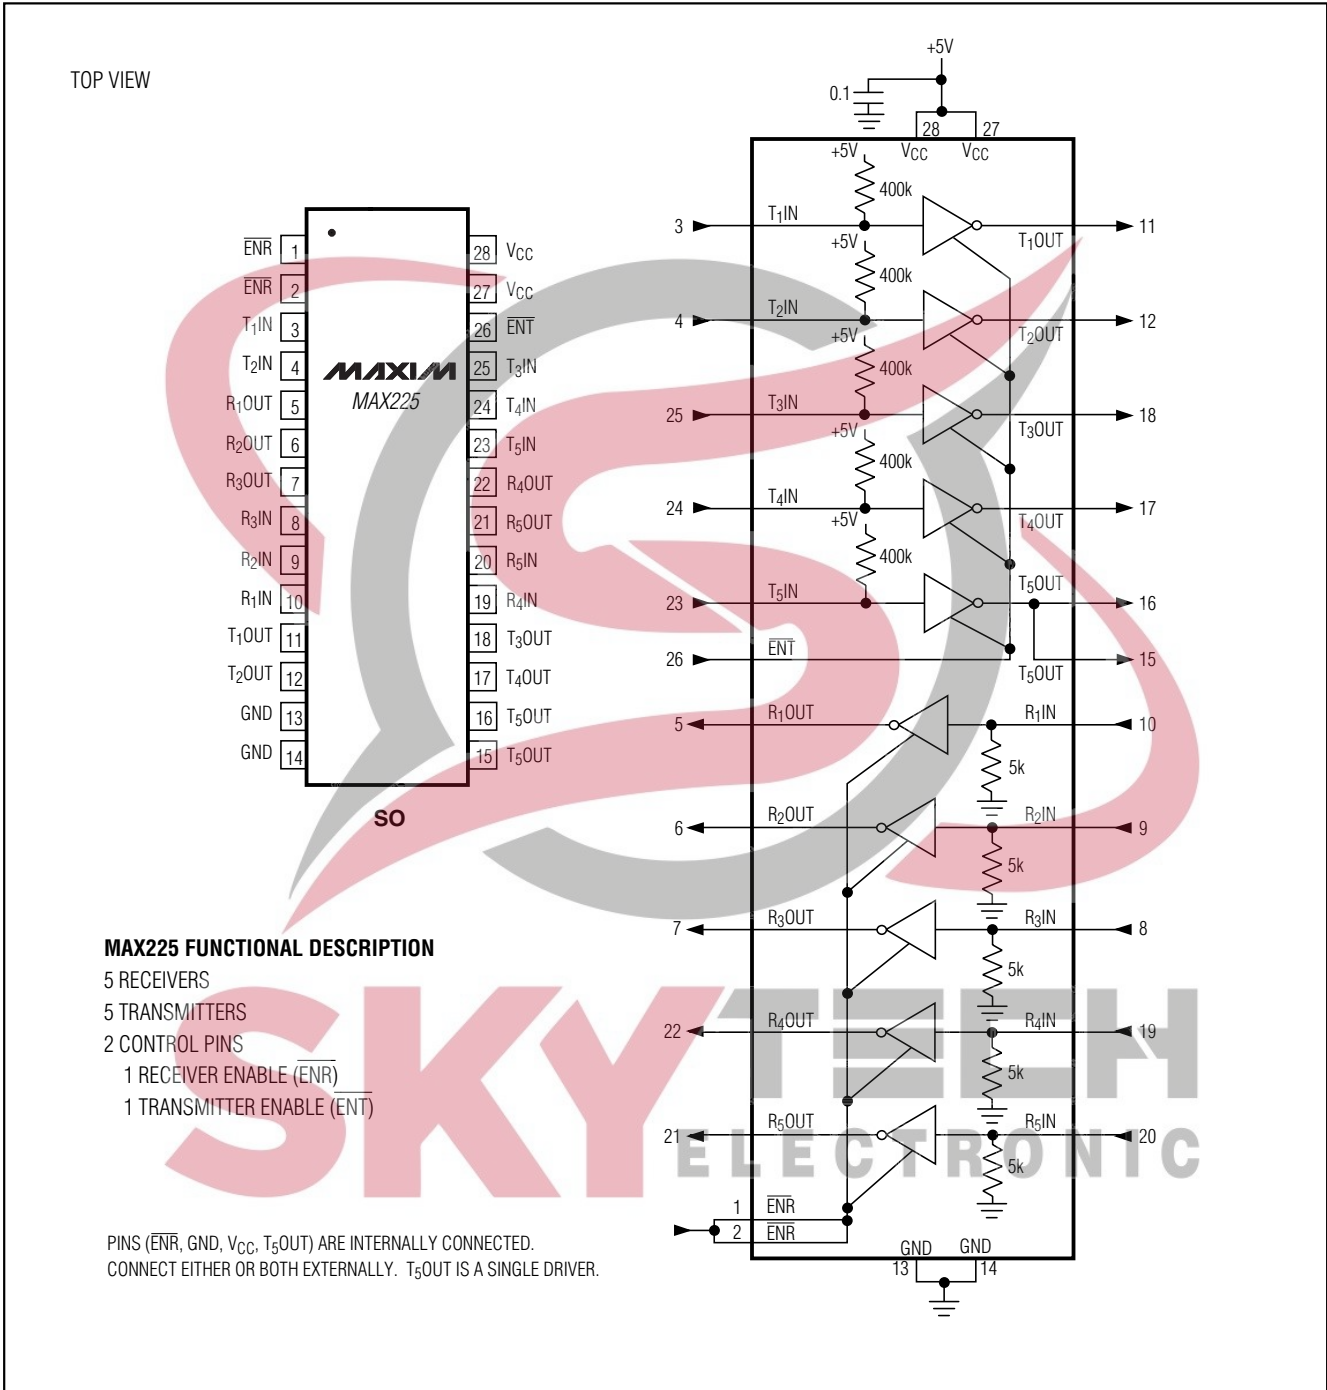 TOP VIEW
ENR 1
ENR 2
T1IN 3
T2IN 4
R1OUT 5
R2OUT 6
R3OUT 7
R3IN 8
R2IN 9
R1IN 10
T1OUT 11
T2OUT 12
GND 13
GND 14
MAXIM
MAX225
28 VCC
27 VCC
26 ENT
25 T3IN
24 T4IN
23 T5IN
22 R4OUT
21 R5OUT
20 R5IN
19 R4IN
18 T3OUT
17 T4OUT
16 T5OUT
15 T5OUT
SO
MAX225 FUNCTIONAL DESCRIPTION
5 RECEIVERS
5 TRANSMITTERS
2 CONTROL PINS
1 RECEIVER ENABLE (ENR)
1 TRANSMITTER ENABLE (ENT)
PINS (ENR, GND, VCC, T5OUT) ARE INTERNALLY CONNECTED.
CONNECT EITHER OR BOTH EXTERNALLY. T5OUT IS A SINGLE DRIVER.
+5V
0.1
28 27
VCC VCC
+5V
400k
3 T1IN T1OUT 11
+5V
400k
4 T2IN T2OUT 12
+5V
400k
25 T3IN T3OUT 18
+5V
400k
24 T4IN T4OUT 17
+5V
400k
23 T5IN T5OUT 16
26 ENT T5OUT 15
5 R1OUT R1IN 10
5k
6 R2OUT R2IN 9
5k
7 R3OUT R3IN 8
5k
22 R4OUT R4IN 19
5k
21 R5OUT R5IN 20
5k
1 ENR
2 ENR
GND GND
13 14
SKYTECH
ELECTRONIC